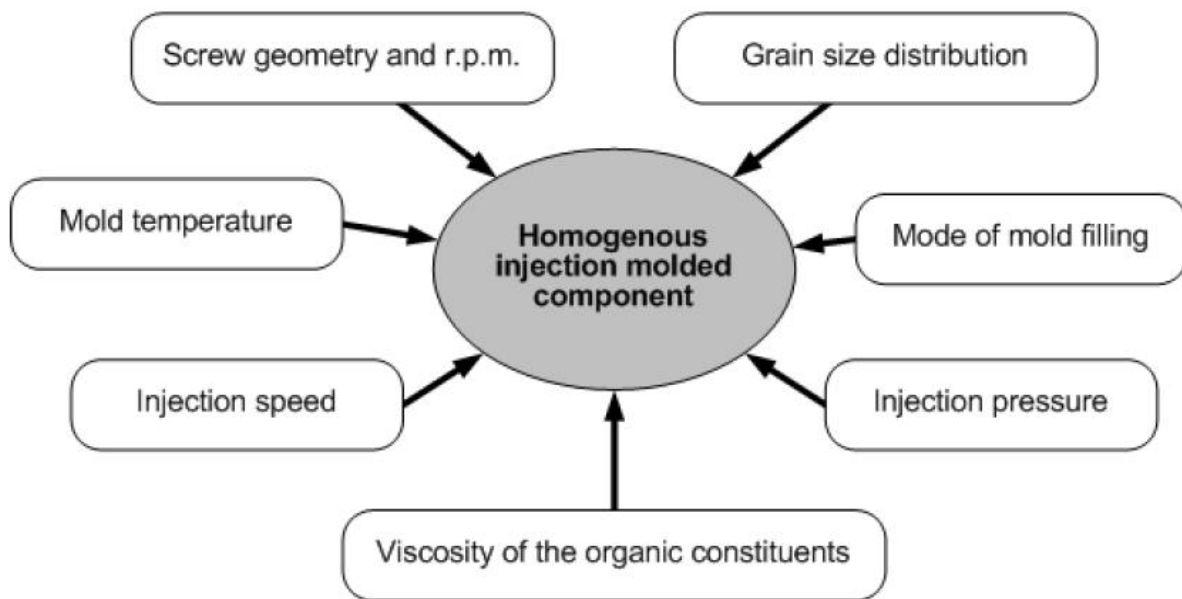 Screw geometry and r.p.m.
Grain size distribution
Mold temperature
Homogenous
injection molded
component
Mode of mold filling
Injection speed
Injection pressure
Viscosity of the organic constituents